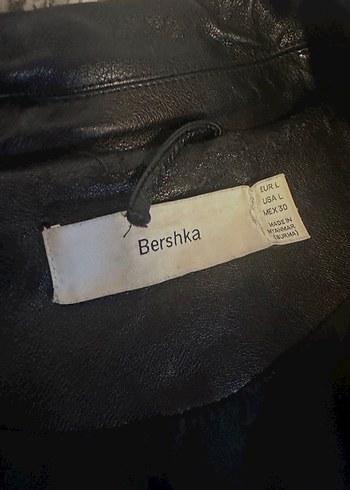 Bershka
EUR L
USA L
MEX 30
MADE IN
MYANMAR
(BURMA)